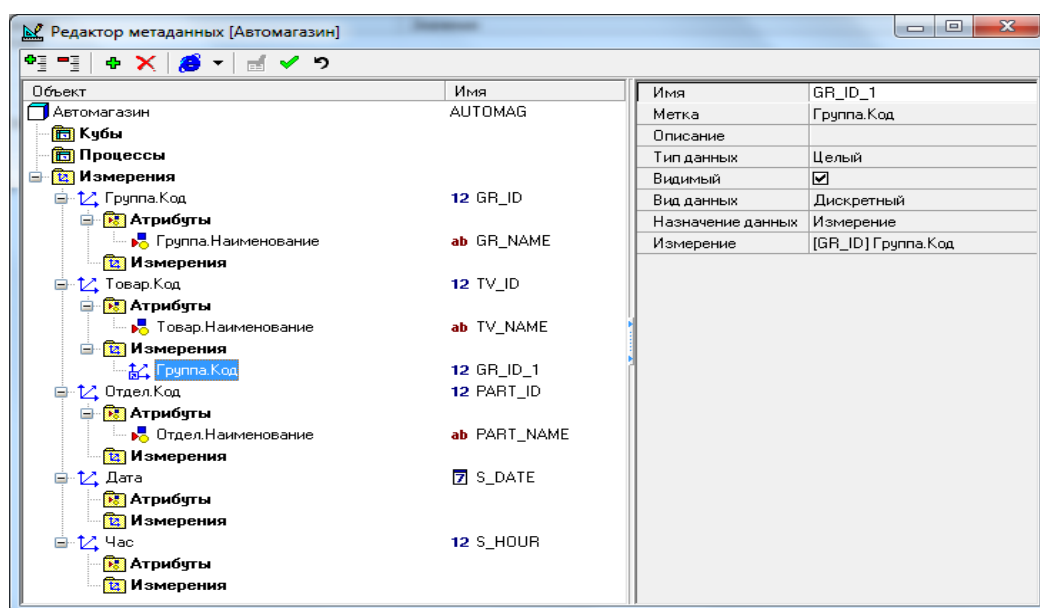 Редактор метаданных [Автомагазин]
Объект Имя
Автомагазин AUTOMAG
Кубы
Процессы
Измерения
Группа.Код 12 GR_ID
Атрибуты
Группа.Наименование ab GR_NAME
Измерения
Товар.Код 12 TV_ID
Атрибуты
Товар.Наименование ab TV_NAME
Измерения
Группа.Код 12 GR_ID_1
Отдел.Код 12 PART_ID
Атрибуты
Отдел.Наименование ab PART_NAME
Измерения
Дата 7 S_DATE
Атрибуты
Измерения
Час 12 S_HOUR
Атрибуты
Измерения
Имя GR_ID_1
Метка Группа.Код
Описание
Тип данных Целый
Видимый
Вид данных Дискретный
Назначение данных Измерение
Измерение [GR_ID] Группа.Код